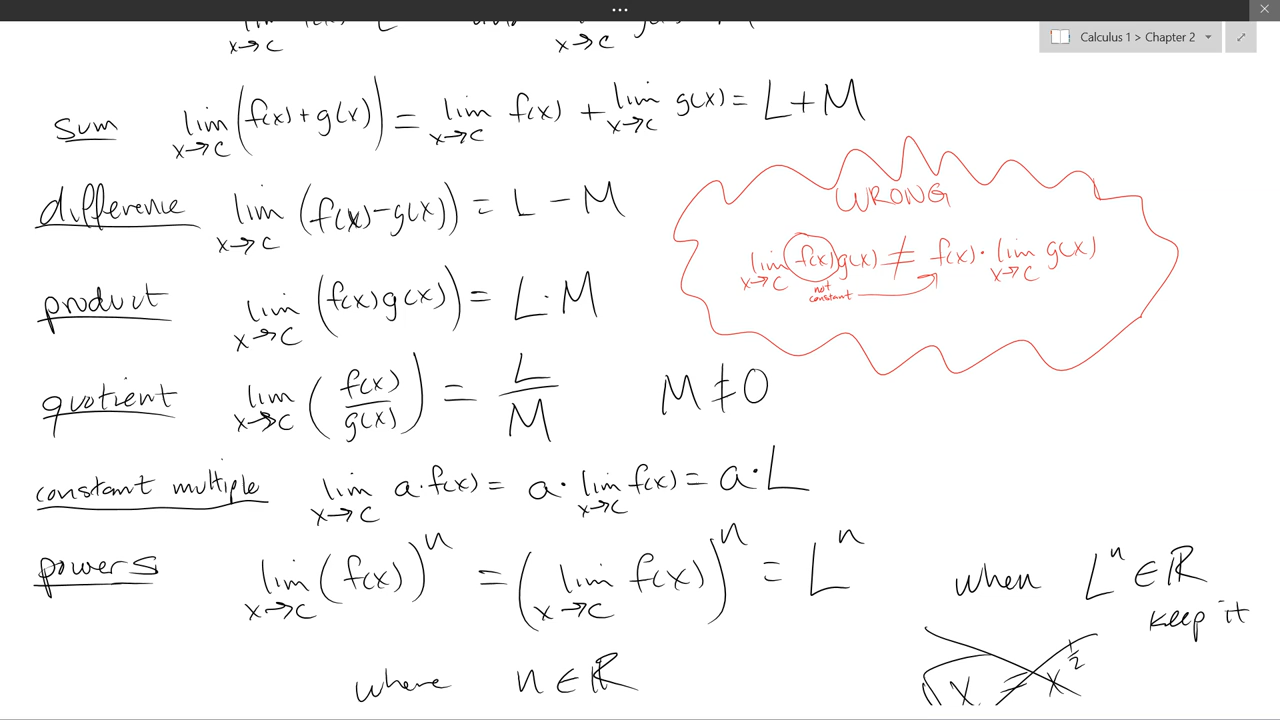 Calculus 1 > Chapter 2
x→c x→c
sum lim x→c (f(x)+g(x)) = lim x→c f(x) + lim x→c g(x) = L+M
difference lim x→c (f(x)-g(x)) = L-M
WRONG
lim x→c f(x)g(x) ≠ f(x)· lim x→c g(x)
not
constant
product lim x→c (f(x)g(x)) = L·M
quotient lim x→c (f(x)/g(x)) = L/M M≠0
constant multiple lim x→c a·f(x) = a· lim x→c f(x) = a·L
powers lim x→c (f(x))^n = (lim x→c f(x))^n = L^n when L^n ∈ ℝ
keep it
where n ∈ ℝ
√x = x^1/2